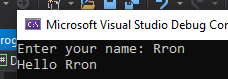 Microsoft Visual Studio Debug Con
Enter your name: Rron
Hello Rron